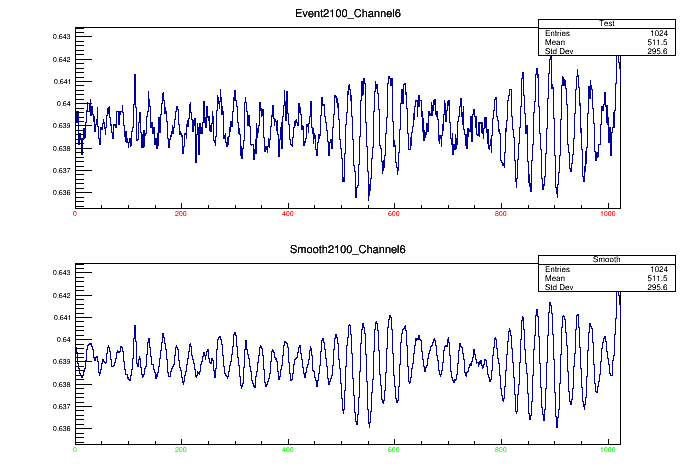 Event2100_Channel6
Test
Entries 1024
Mean 511.5
Std Dev 295.6
0.643
0.642
0.641
0.64
0.639
0.638
0.637
0.636
0 200 400 600 800 1000
Smooth2100_Channel6
Smooth
Entries 1024
Mean 511.5
Std Dev 295.6
0.643
0.642
0.641
0.64
0.639
0.638
0.637
0.636
0 200 400 600 800 1000